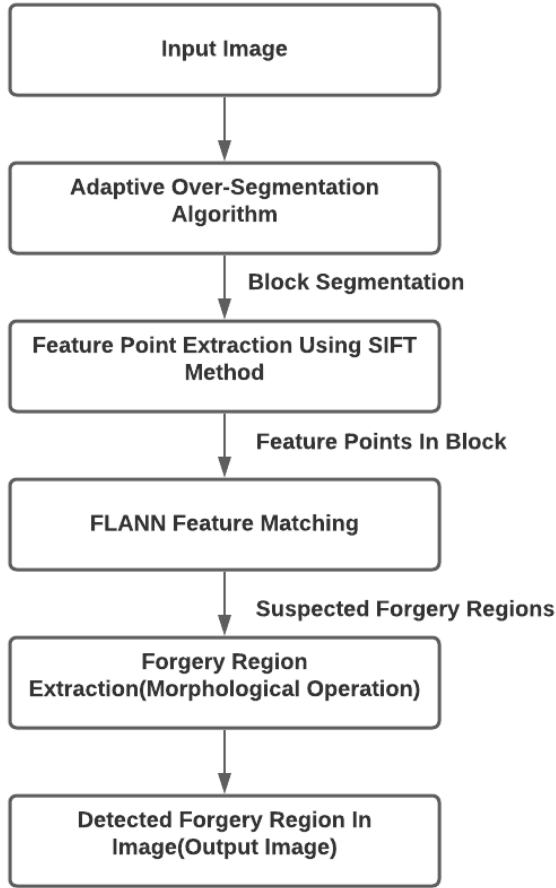 Input Image
Adaptive Over-Segmentation
Algorithm
Block Segmentation
Feature Point Extraction Using SIFT
Method
Feature Points In Block
FLANN Feature Matching
Suspected Forgery Regions
Forgery Region
Extraction(Morphological Operation)
Detected Forgery Region In
Image(Output Image)